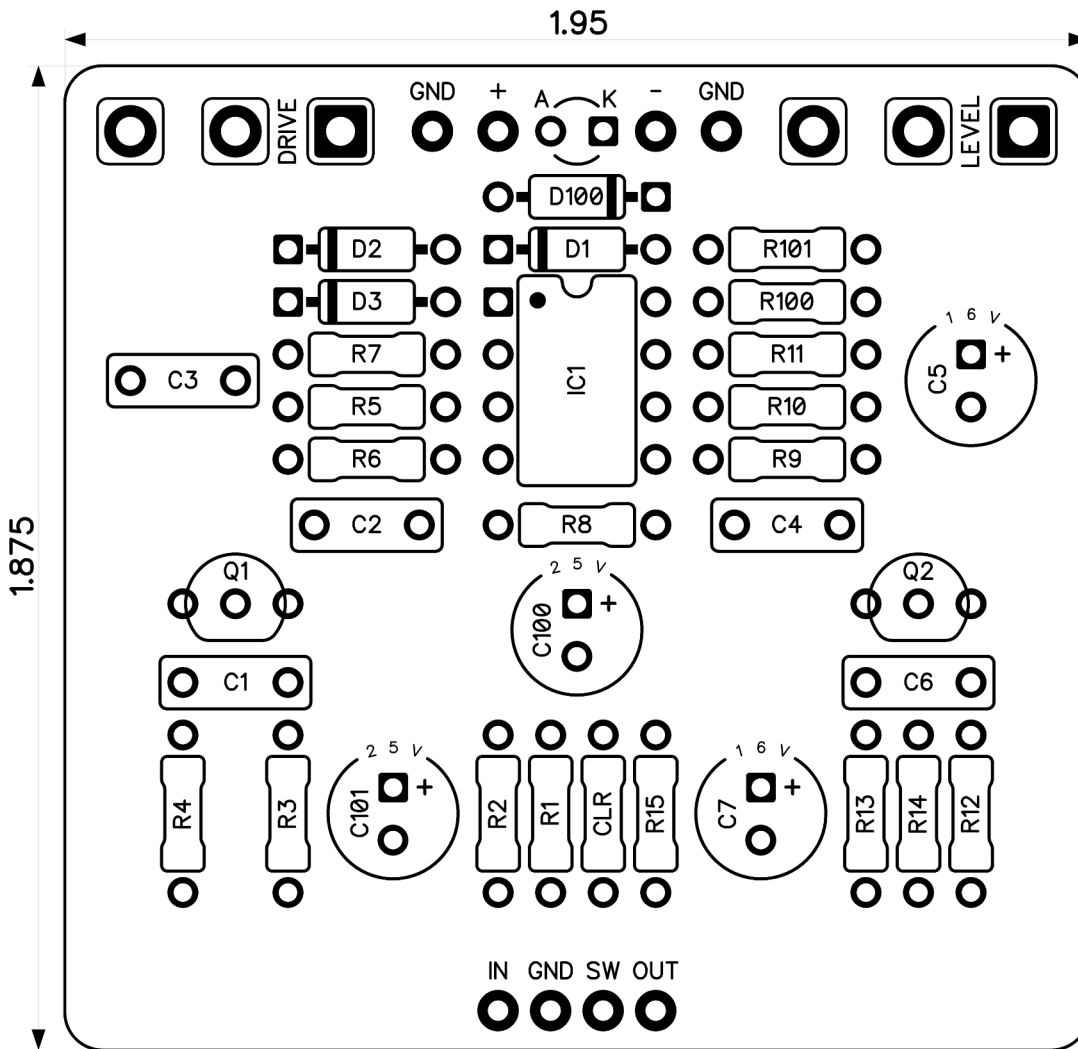 1.95
GND + A K - GND
DRIVE
LEVEL
D100
D2 D1 R101
D3 R100
1 6 V
R7 R11
C3 IC1 C5 +
R5 R10
R6 R9
C2 R8 C4
1.875
2 5 V
Q1 Q2
C100 +
C1 C6
2 5 V 1 6 V
+ +
R4 R3 C101 R2 R1 CLR R15 C7 R13 R14 R12
IN GND SW OUT